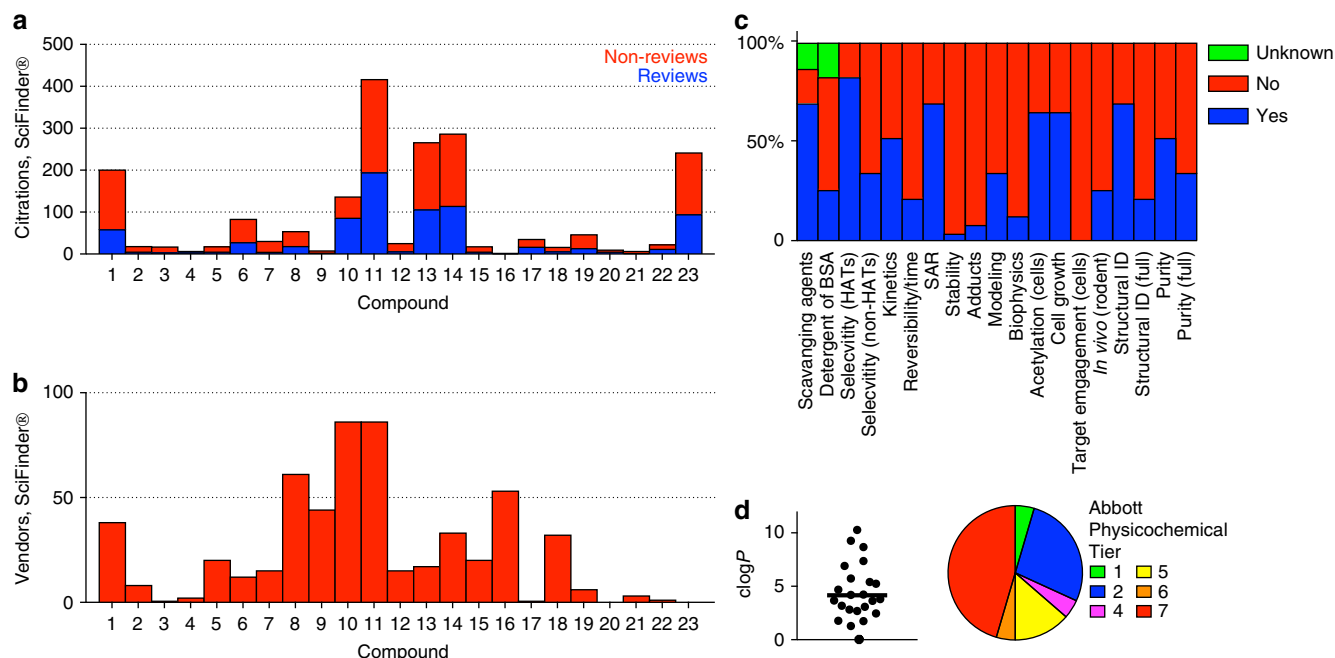 a
500
400
300
200
100
0
Citrations, SciFinder®
Non-reviews
Reviews
1 2 3 4 5 6 7 8 9 10 11 12 13 14 15 16 17 18 19 20 21 22 23
Compound
b
100
50
0
Vendors, SciFinder®
1 2 3 4 5 6 7 8 9 10 11 12 13 14 15 16 17 18 19 20 21 22 23
Compound
c
100%
50%
0
Unknown
No
Yes
Scavanging agents
Detergent of BSA
Selecvitity (HATs)
Selecvitity (non-HATs)
Kinetics
Reversibility/time
SAR
Stability
Adducts
Modeling
Biophysics
Acetylation (cells)
Cell growth
Target emgagement (cells)
In vivo (rodent)
Structural ID
Structural ID (full)
Purity
Purity (full)
d
10
5
0
clogP
Abbott
Physicochemical
Tier
1 5
2 6
4 7